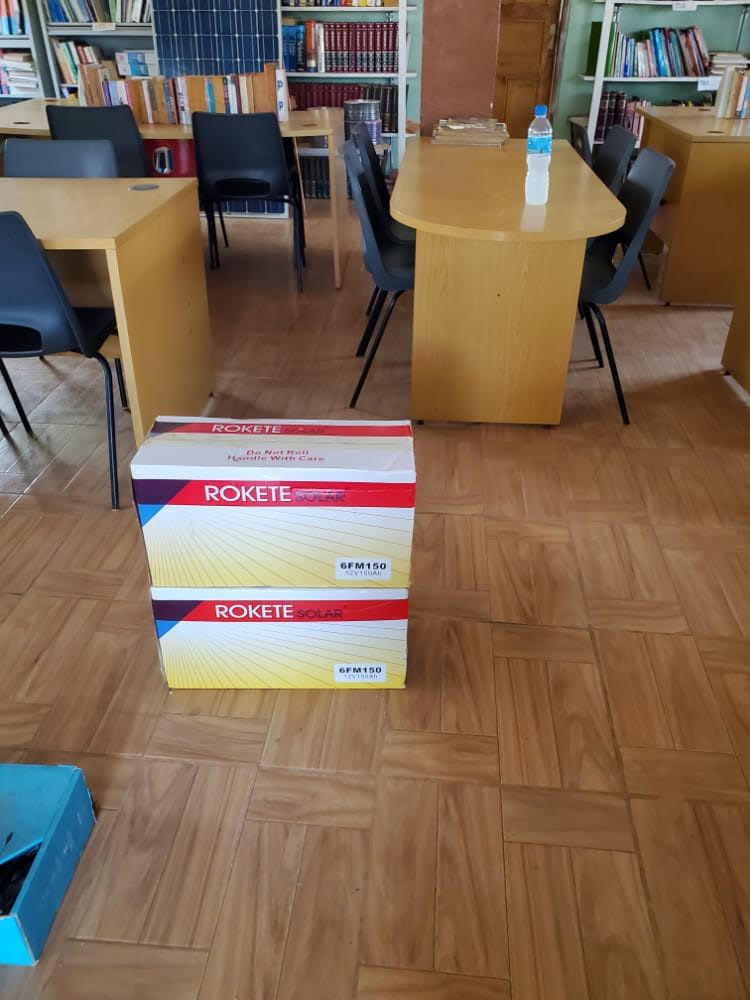 ROKETE SOLAR
Do Not Roll
Handle With Care
ROKETE SOLAR
6FM150
12V150Ah
ROKETE SOLAR
6FM150
12V150Ah